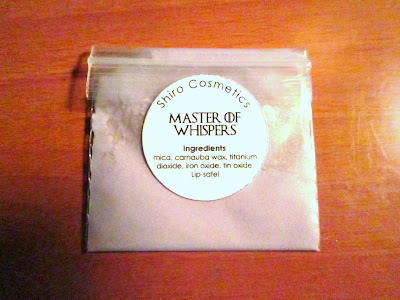 Shiro Cosmetics
MASTER OF
WHISPERS
Ingredients
mica, carnauba wax, titanium
dioxide, iron oxide, tin oxide
Lip-safe!